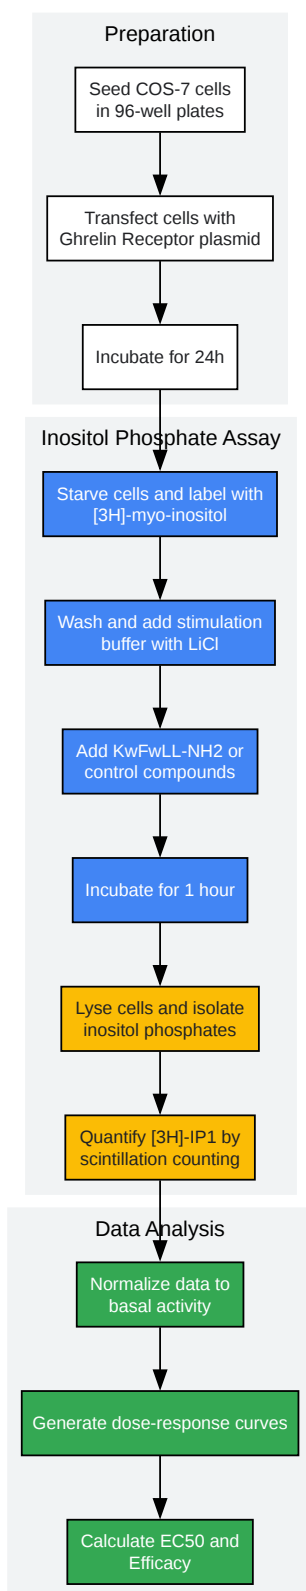 Preparation
Seed COS-7 cells
in 96-well plates
Transfect cells with
Ghrelin Receptor plasmid
Incubate for 24h
Inositol Phosphate Assay
Starve cells and label with
[3H]-myo-inositol
Wash and add stimulation
buffer with LiCl
Add KwFwLL-NH2 or
control compounds
Incubate for 1 hour
Lyse cells and isolate
inositol phosphates
Quantify [3H]-IP1 by
scintillation counting
Data Analysis
Normalize data to
basal activity
Generate dose-response curves
Calculate EC50 and
Efficacy